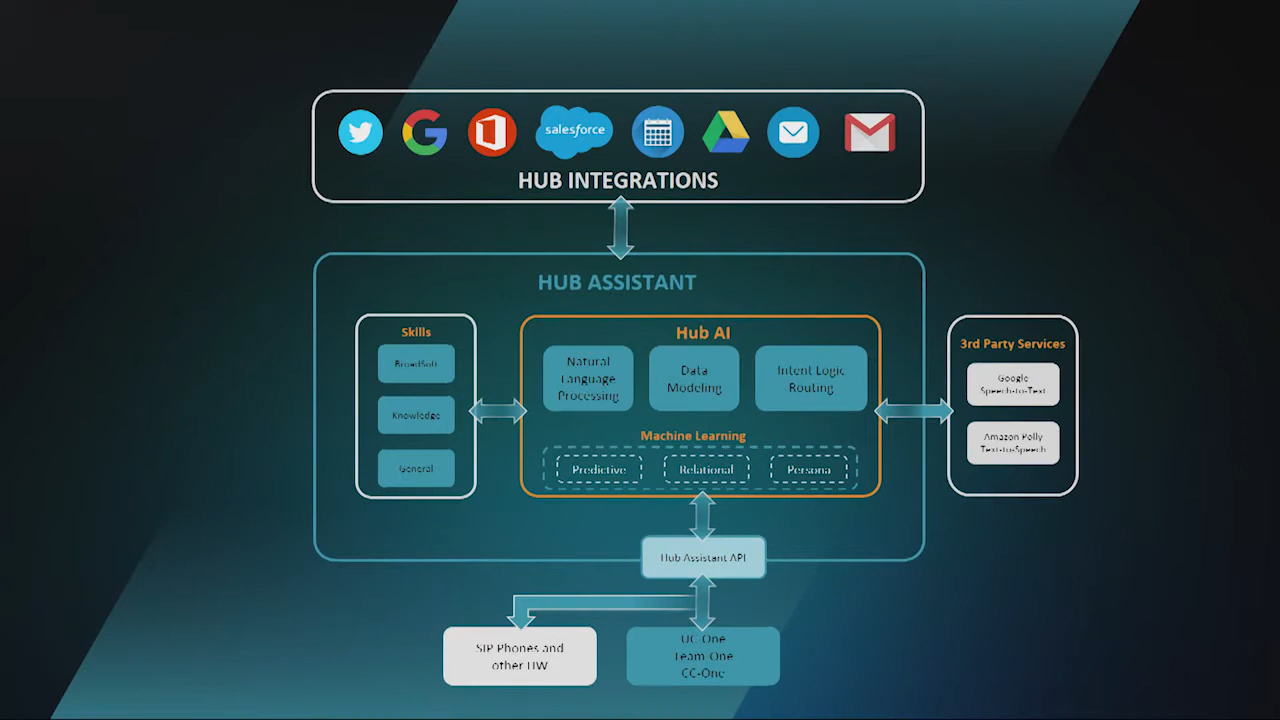 salesforce
HUB INTEGRATIONS
HUB ASSISTANT
Skills
BroadSoft
Knowledge
General
Hub AI
Natural
Language
Processing
Data
Modeling
Intent Logic
Routing
Machine Learning
Predictive
Relational
Persona
3rd Party Services
Google
Speech-to-Text
Amazon Polly
Text-to-Speech
Hub Assistant API
SIP Phones and
other HW
UC-One
Team-One
CC-One